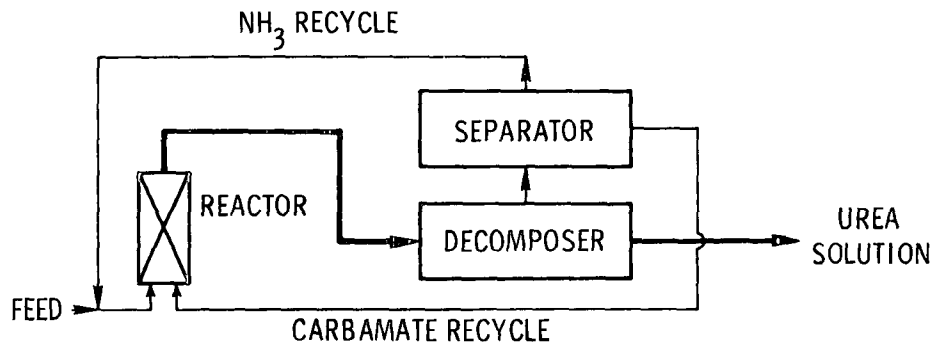 NH3 RECYCLE
SEPARATOR
REACTOR
DECOMPOSER
UREA
SOLUTION
FEED
CARBAMATE RECYCLE